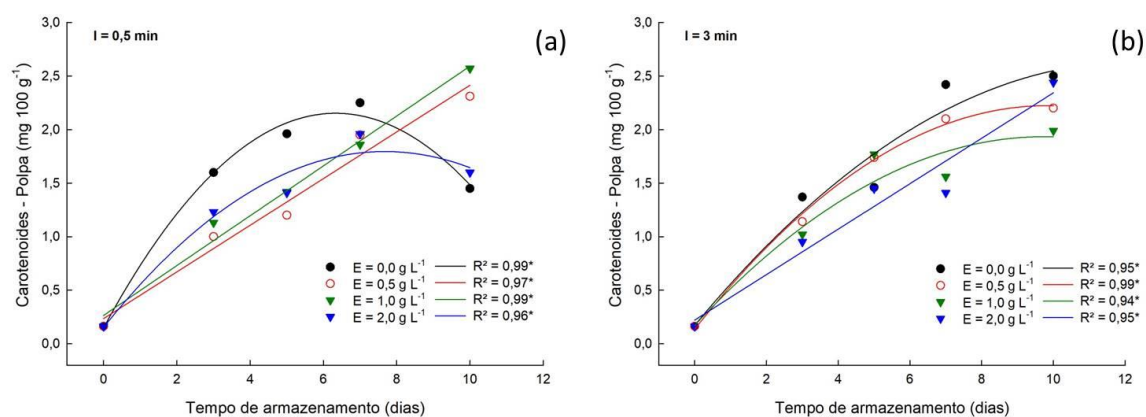 I = 0,5 min
(a)
Carotenoides - Polpa (mg 100 g⁻¹)
3,0
2,5
2,0
1,5
1,0
0,5
0,0
E = 0,0 g L⁻¹ R² = 0,99*
E = 0,5 g L⁻¹ R² = 0,97*
E = 1,0 g L⁻¹ R² = 0,99*
E = 2,0 g L⁻¹ R² = 0,96*
0 2 4 6 8 10 12
Tempo de armazenamento (dias)
I = 3 min
(b)
Carotenoides - Polpa (mg 100 g⁻¹)
3,0
2,5
2,0
1,5
1,0
0,5
0,0
E = 0,0 g L⁻¹ R² = 0,95*
E = 0,5 g L⁻¹ R² = 0,99*
E = 1,0 g L⁻¹ R² = 0,94*
E = 2,0 g L⁻¹ R² = 0,95*
0 2 4 6 8 10 12
Tempo de armazenamento (dias)